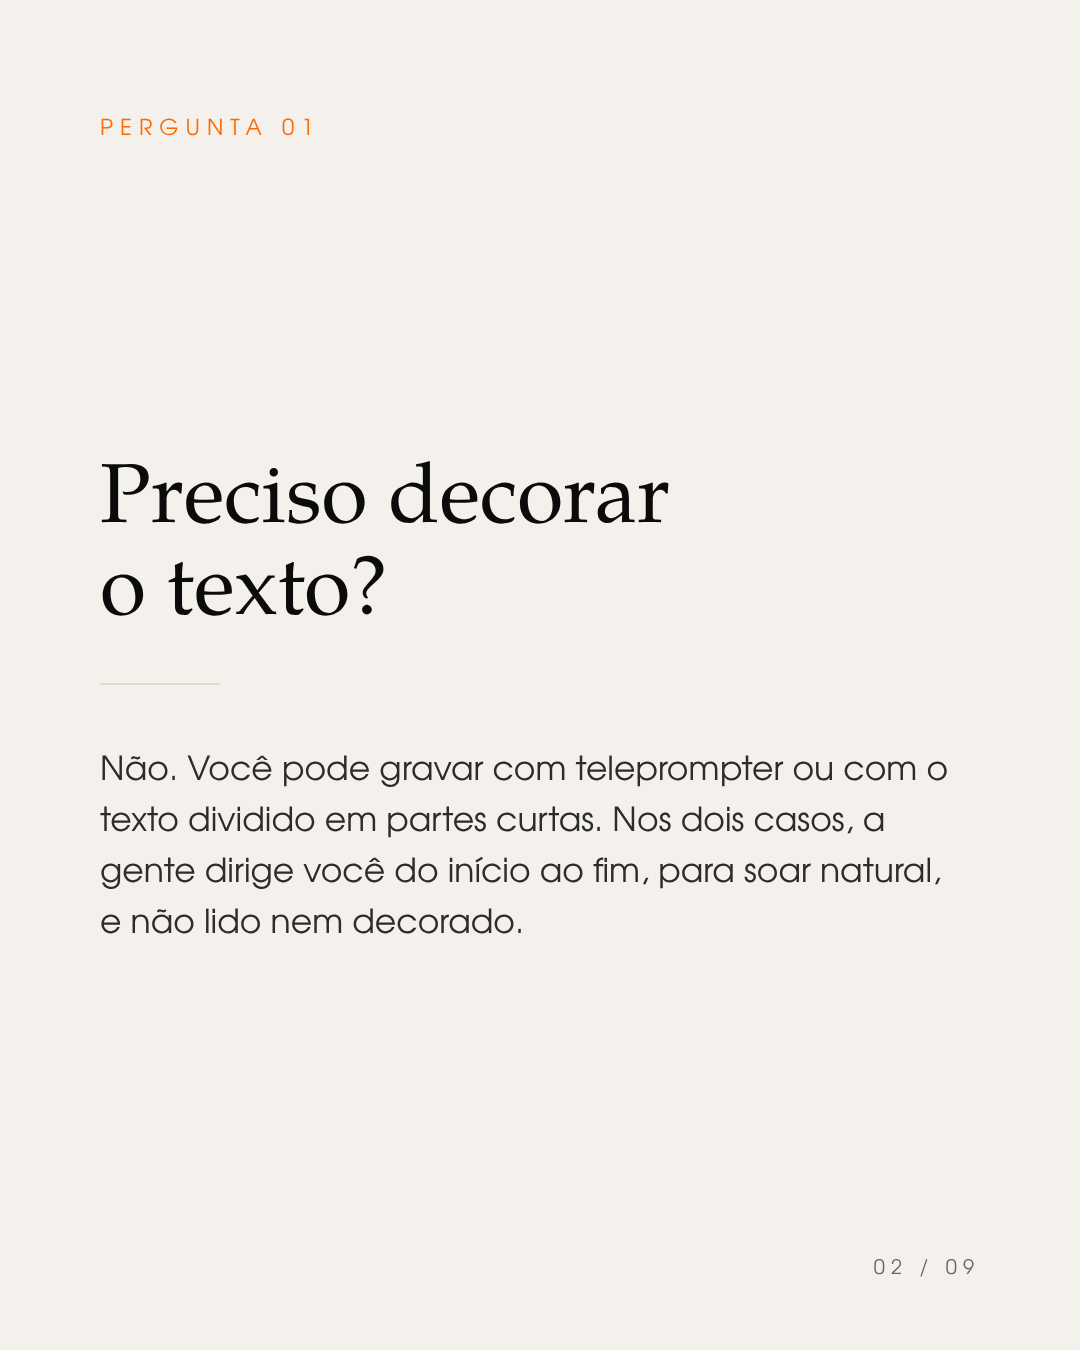 PERGUNTA 01
Preciso decorar
o texto?
Não. Você pode gravar com teleprompter ou com o
texto dividido em partes curtas. Nos dois casos, a
gente dirige você do início ao fim, para soar natural,
e não lido nem decorado.
02 / 09